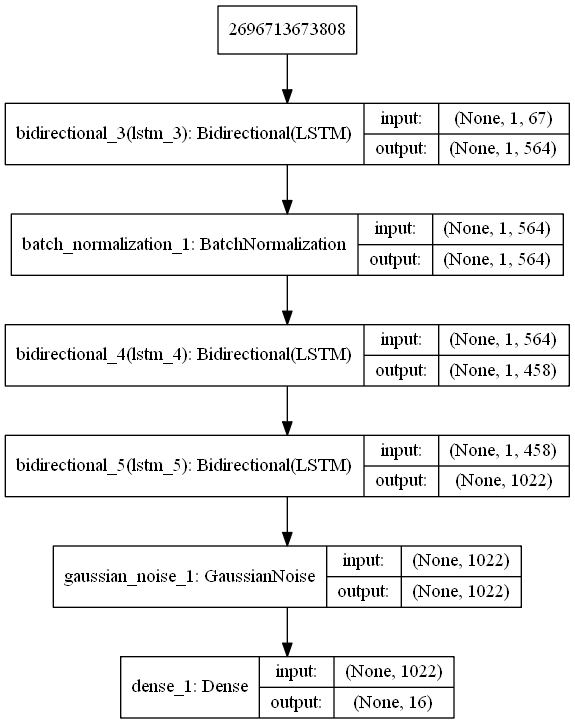 2696713673808
bidirectional_3(lstm_3): Bidirectional(LSTM)
input: (None, 1, 67)
output: (None, 1, 564)
batch_normalization_1: BatchNormalization
input: (None, 1, 564)
output: (None, 1, 564)
bidirectional_4(lstm_4): Bidirectional(LSTM)
input: (None, 1, 564)
output: (None, 1, 458)
bidirectional_5(lstm_5): Bidirectional(LSTM)
input: (None, 1, 458)
output: (None, 1022)
gaussian_noise_1: GaussianNoise
input: (None, 1022)
output: (None, 1022)
dense_1: Dense
input: (None, 1022)
output: (None, 16)